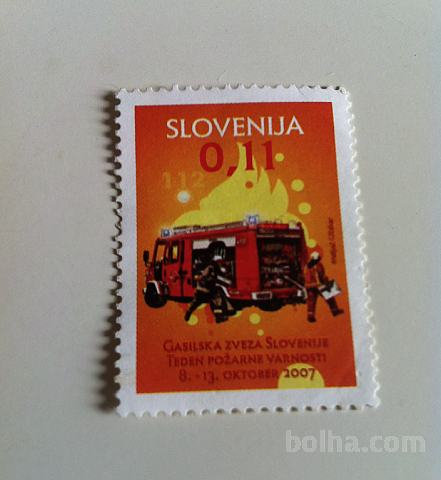 SLOVENIJA
0,11
112
GASILSKA ZVEZA SLOVENIJE
TEDEN POŽARNE VARNOSTI
8. - 13. OKTOBER 2007
bolha.com